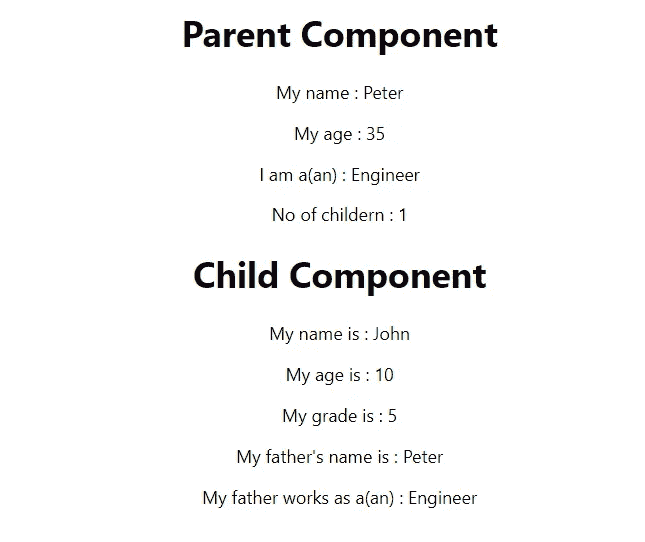 Parent Component
My name : Peter
My age : 35
I am a(an) : Engineer
No of childern : 1
Child Component
My name is : John
My age is : 10
My grade is : 5
My father's name is : Peter
My father works as a(an) : Engineer